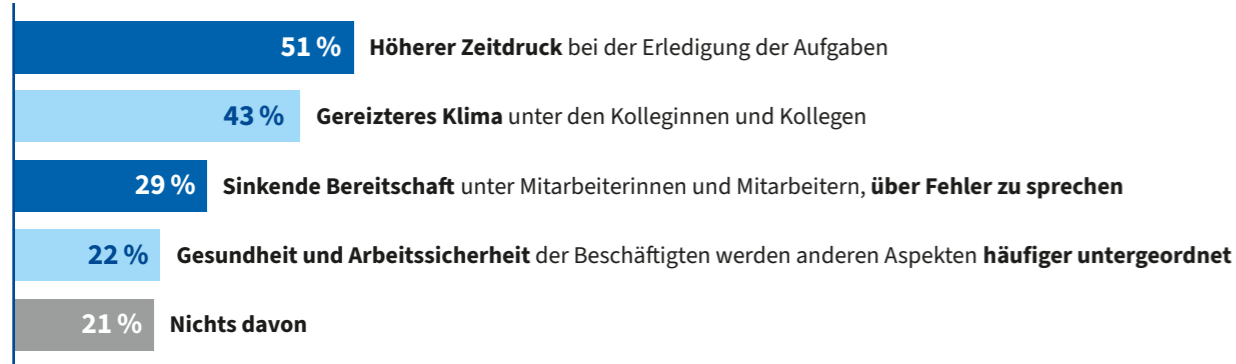 51 % Höherer Zeitdruck bei der Erledigung der Aufgaben
43 % Gereizteres Klima unter den Kolleginnen und Kollegen
29 % Sinkende Bereitschaft unter Mitarbeiterinnen und Mitarbeitern, über Fehler zu sprechen
22 % Gesundheit und Arbeitssicherheit der Beschäftigten werden anderen Aspekten häufiger untergeordnet
21 % Nichts davon